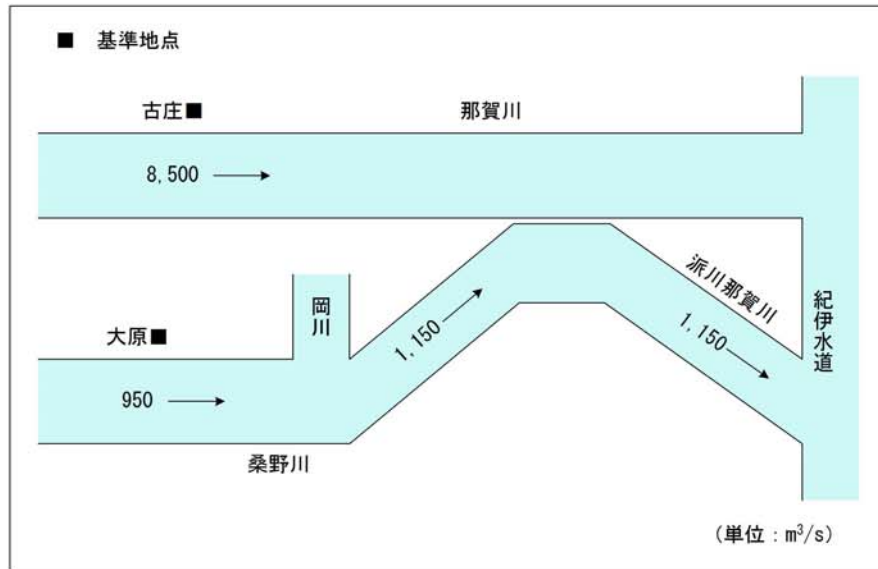 ■ 基準地点
古庄■
那賀川
8,500
派川那賀川
岡川
紀伊水道
大原■
1,150
1,150
950
桑野川
(単位:m³/s)